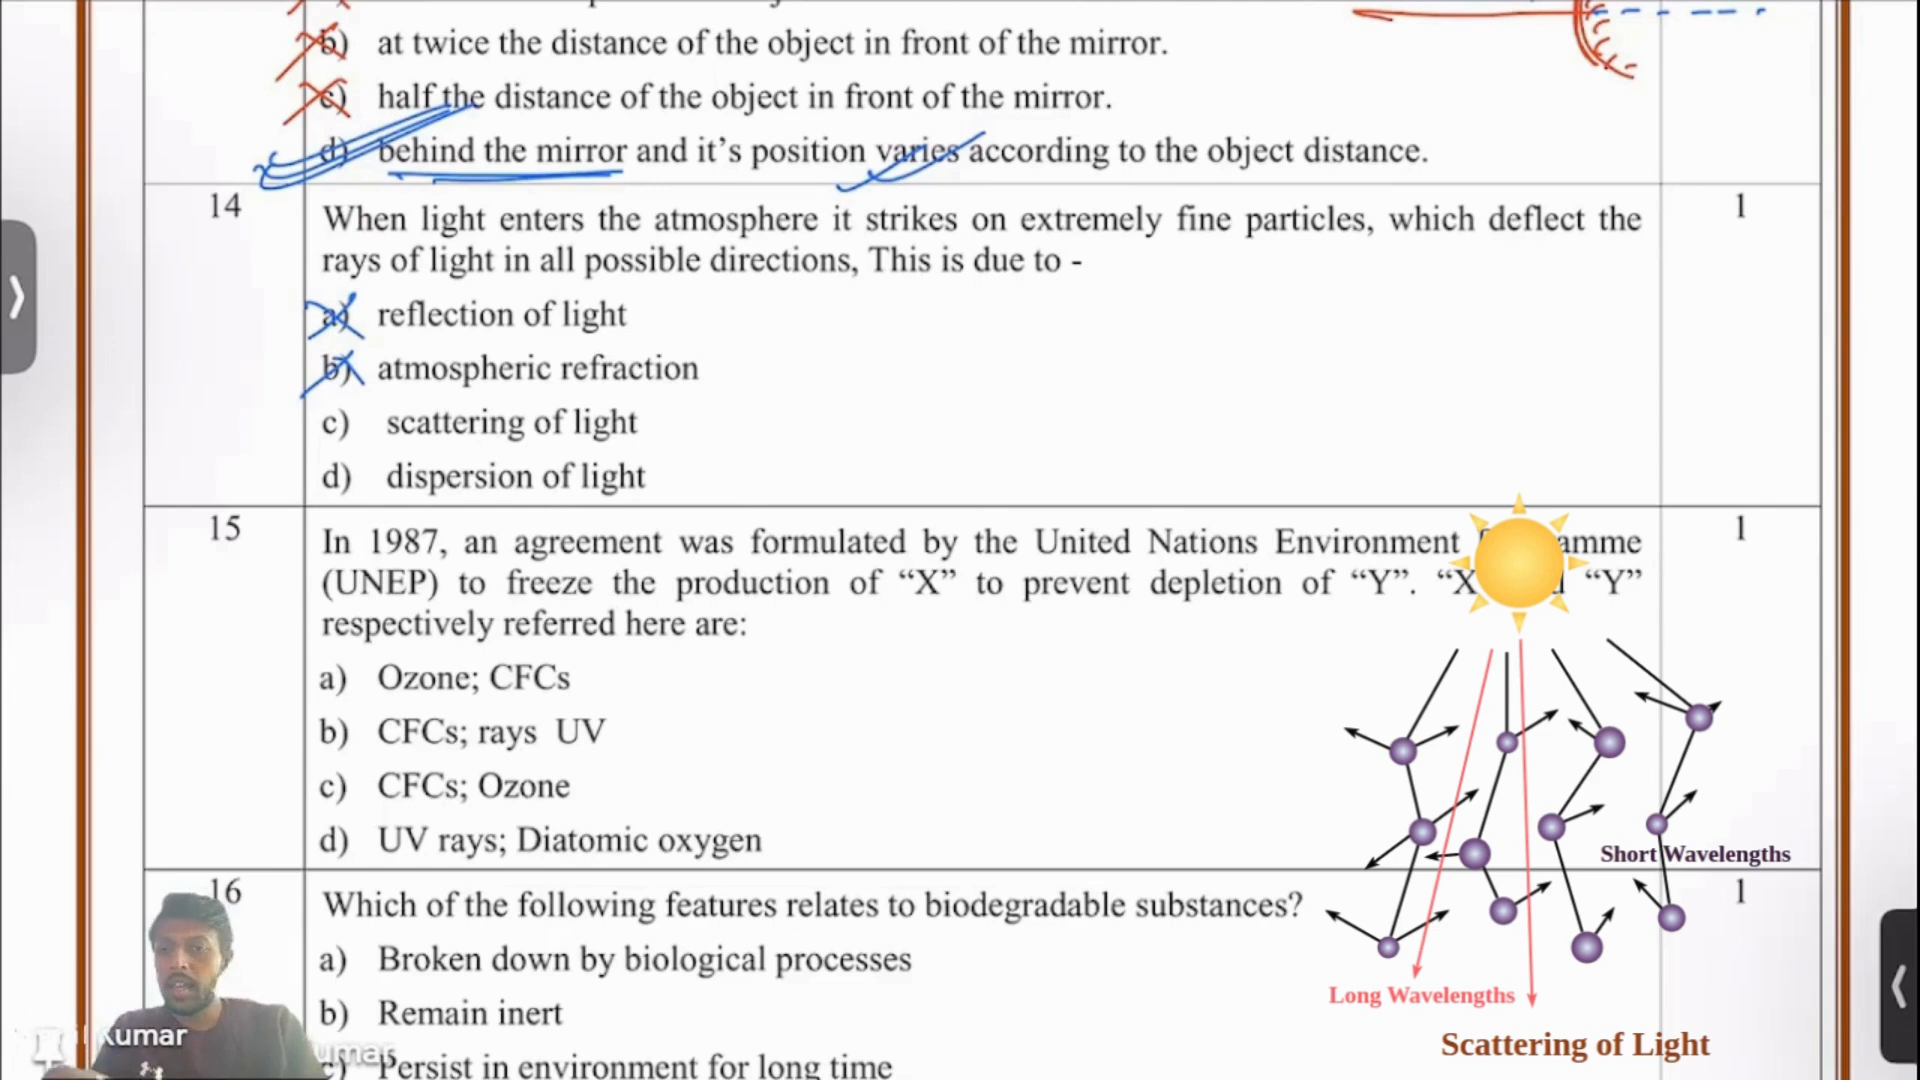 b) at twice the distance of the object in front of the mirror.
c) half the distance of the object in front of the mirror.
d) behind the mirror and it's position varies according to the object distance.
14
When light enters the atmosphere it strikes on extremely fine particles, which deflect the
rays of light in all possible directions, This is due to -
1
a) reflection of light
b) atmospheric refraction
c) scattering of light
d) dispersion of light
15
In 1987, an agreement was formulated by the United Nations Environment
(UNEP) to freeze the production of "X" to prevent depletion of "Y". "X "Y"
respectively referred here are:
1
a) Ozone; CFCs
b) CFCs; rays UV
c) CFCs; Ozone
d) UV rays; Diatomic oxygen
16
Which of the following features relates to biodegradable substances?
1
a) Broken down by biological processes
b) Remain inert
c) Persist in environment for long time
Short Wavelengths
Long Wavelengths
Scattering of Light
Kumar